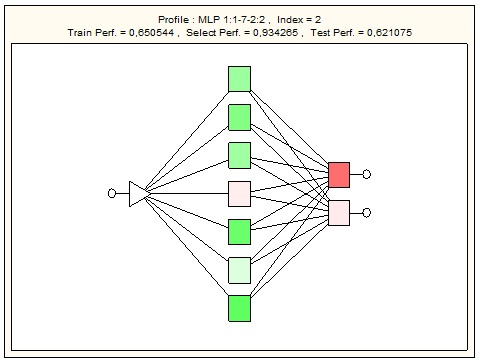 Profile : MLP 1:1-7-2:2 , Index = 2
Train Perf. = 0,650544 , Select Perf. = 0,934265 , Test Perf. = 0,621075